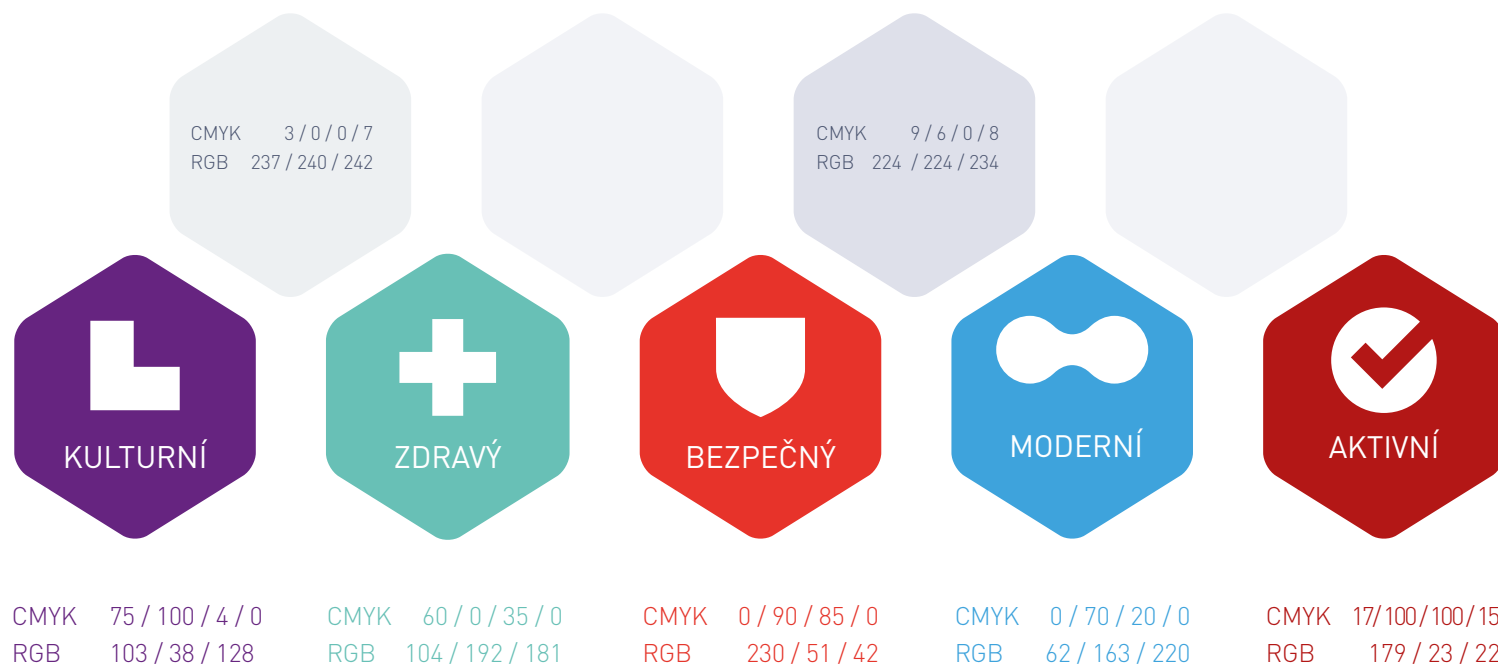 CMYK 3 / 0 / 0 / 7
RGB 237 / 240 / 242
CMYK 9 / 6 / 0 / 8
RGB 224 / 224 / 234
KULTURNÍ
ZDRAVÝ
BEZPEČNÝ
MODERNÍ
AKTIVNÍ
CMYK 75 / 100 / 4 / 0
RGB 103 / 38 / 128
CMYK 60 / 0 / 35 / 0
RGB 104 / 192 / 181
CMYK 0 / 90 / 85 / 0
RGB 230 / 51 / 42
CMYK 0 / 70 / 20 / 0
RGB 62 / 163 / 220
CMYK 17/100/100/15
RGB 179 / 23 / 22